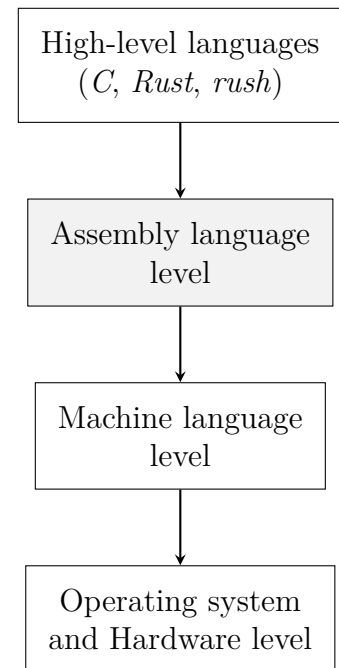 High-level languages
(C, Rust, rush)
Assembly language
level
Machine language
level
Operating system
and Hardware level